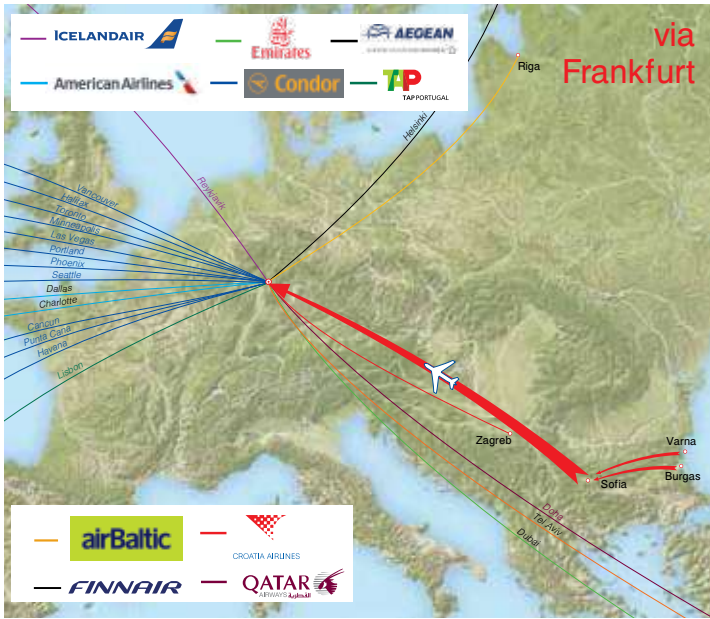 ICELANDAIR
Emirates
AEGEAN
American Airlines
Condor
TAP
TAPPORTUGAL
via
Frankfurt
Riga
Helsinki
Reykjavik
Vancouver
Halifax
Toronto
Minneapolis
Las Vegas
Portland
Phoenix
Seattle
Dallas
Charlotte
Cancun
Punta Cana
Havana
Lisbon
Zagreb
Varna
Burgas
Sofia
Doha
Tel Aviv
Dubai
airBaltic
CROATIA AIRLINES
FINNAIR
QATAR
AIRWAYS القطرية